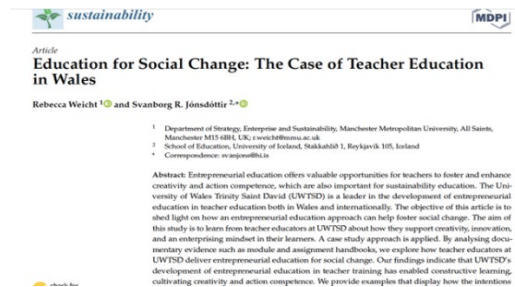 sustainability
MDPI
Article
Education for Social Change: The Case of Teacher Education
in Wales
Rebecca Weicht 1 and Svanborg R. Jónsdóttir 2,*
1 Department of Strategy, Enterprise and Sustainability, Manchester Metropolitan University, All Saints,
Manchester M15 6BH, UK; r.weicht@mmu.ac.uk
2 School of Education, University of Iceland, Stakkahlið 1, Reykjavik 105, Iceland
* Correspondence: svanjons@hi.is
Abstract: Entrepreneurial education offers valuable opportunities for teachers to foster and enhance
creativity and action competence, which are also important for sustainability education. The Uni-
versity of Wales Trinity Saint David (UWTSD) is a leader in the development of entrepreneurial
education in teacher education both in Wales and internationally. The objective of this article is to
shed light on how an entrepreneurial education approach can help foster social change. The aim of
this study is to learn from teacher educators at UWTSD about how they support creativity, innovation,
and an enterprising mindset in their learners. A case study approach is applied. By analysing docu-
mentary evidence such as module and assignment handbooks, we explore how teacher educators at
UWTSD deliver entrepreneurial education for social change. Our findings indicate that UWTSD's
development of entrepreneurial education in teacher training has enabled constructive learning,
cultivating creativity and action competence. We provide examples that display how the intentions
check for